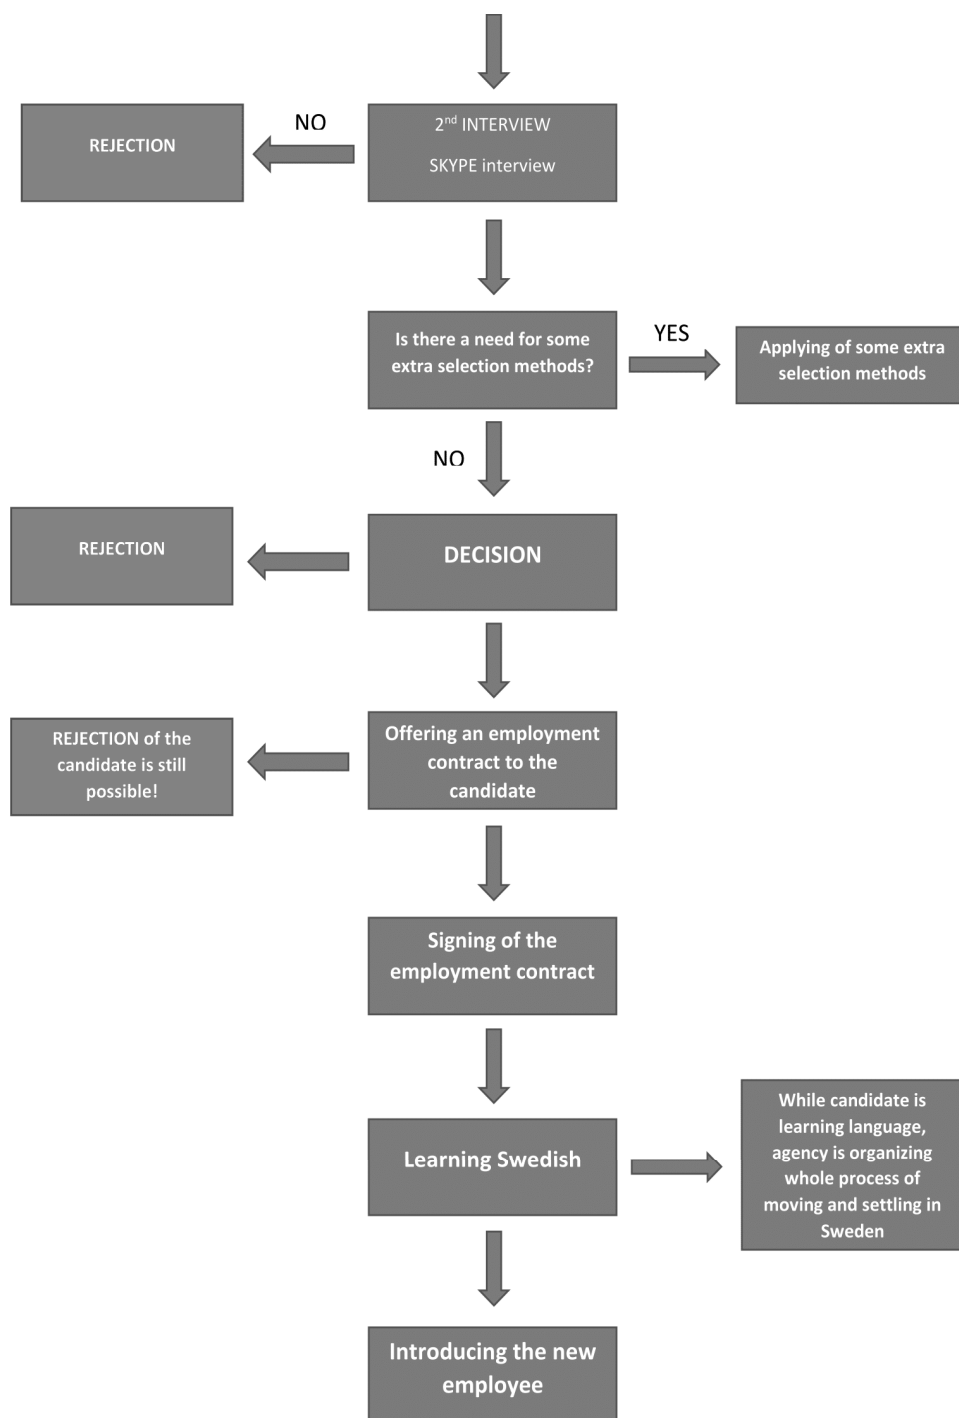 NO
REJECTION
2nd INTERVIEW
SKYPE interview
Is there a need for some
extra selection methods?
YES
Applying of some extra
selection methods
NO
REJECTION
DECISION
REJECTION of the
candidate is still
possible!
Offering an employment
contract to the
candidate
Signing of the
employment contract
Learning Swedish
While candidate is
learning language,
agency is organizing
whole process of
moving and settling in
Sweden
Introducing the new
employee